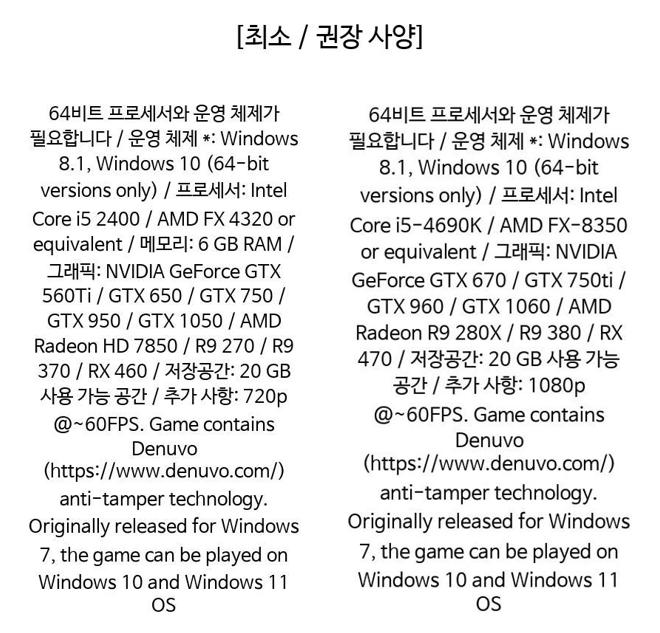 [최소 / 권장 사양]
64비트 프로세서와 운영 체제가
필요합니다 / 운영 체제 *: Windows
8.1, Windows 10 (64-bit
versions only) / 프로세서: Intel
Core i5 2400 / AMD FX 4320 or
equivalent / 메모리: 6 GB RAM /
그래픽: NVIDIA GeForce GTX
560Ti / GTX 650 / GTX 750 /
GTX 950 / GTX 1050 / AMD
Radeon HD 7850 / R9 270 / R9
370 / RX 460 / 저장공간: 20 GB
사용 가능 공간 / 추가 사항: 720p
@~60FPS. Game contains
Denuvo
(https://www.denuvo.com/)
anti-tamper technology.
Originally released for Windows
7, the game can be played on
Windows 10 and Windows 11
OS
64비트 프로세서와 운영 체제가
필요합니다 / 운영 체제 *: Windows
8.1, Windows 10 (64-bit
versions only) / 프로세서: Intel
Core i5-4690K / AMD FX-8350
or equivalent / 그래픽: NVIDIA
GeForce GTX 670 / GTX 750ti /
GTX 960 / GTX 1060 / AMD
Radeon R9 280X / R9 380 / RX
470 / 저장공간: 20 GB 사용 가능
공간 / 추가 사항: 1080p
@~60FPS. Game contains
Denuvo
(https://www.denuvo.com/)
anti-tamper technology.
Originally released for Windows
7, the game can be played on
Windows 10 and Windows 11
OS